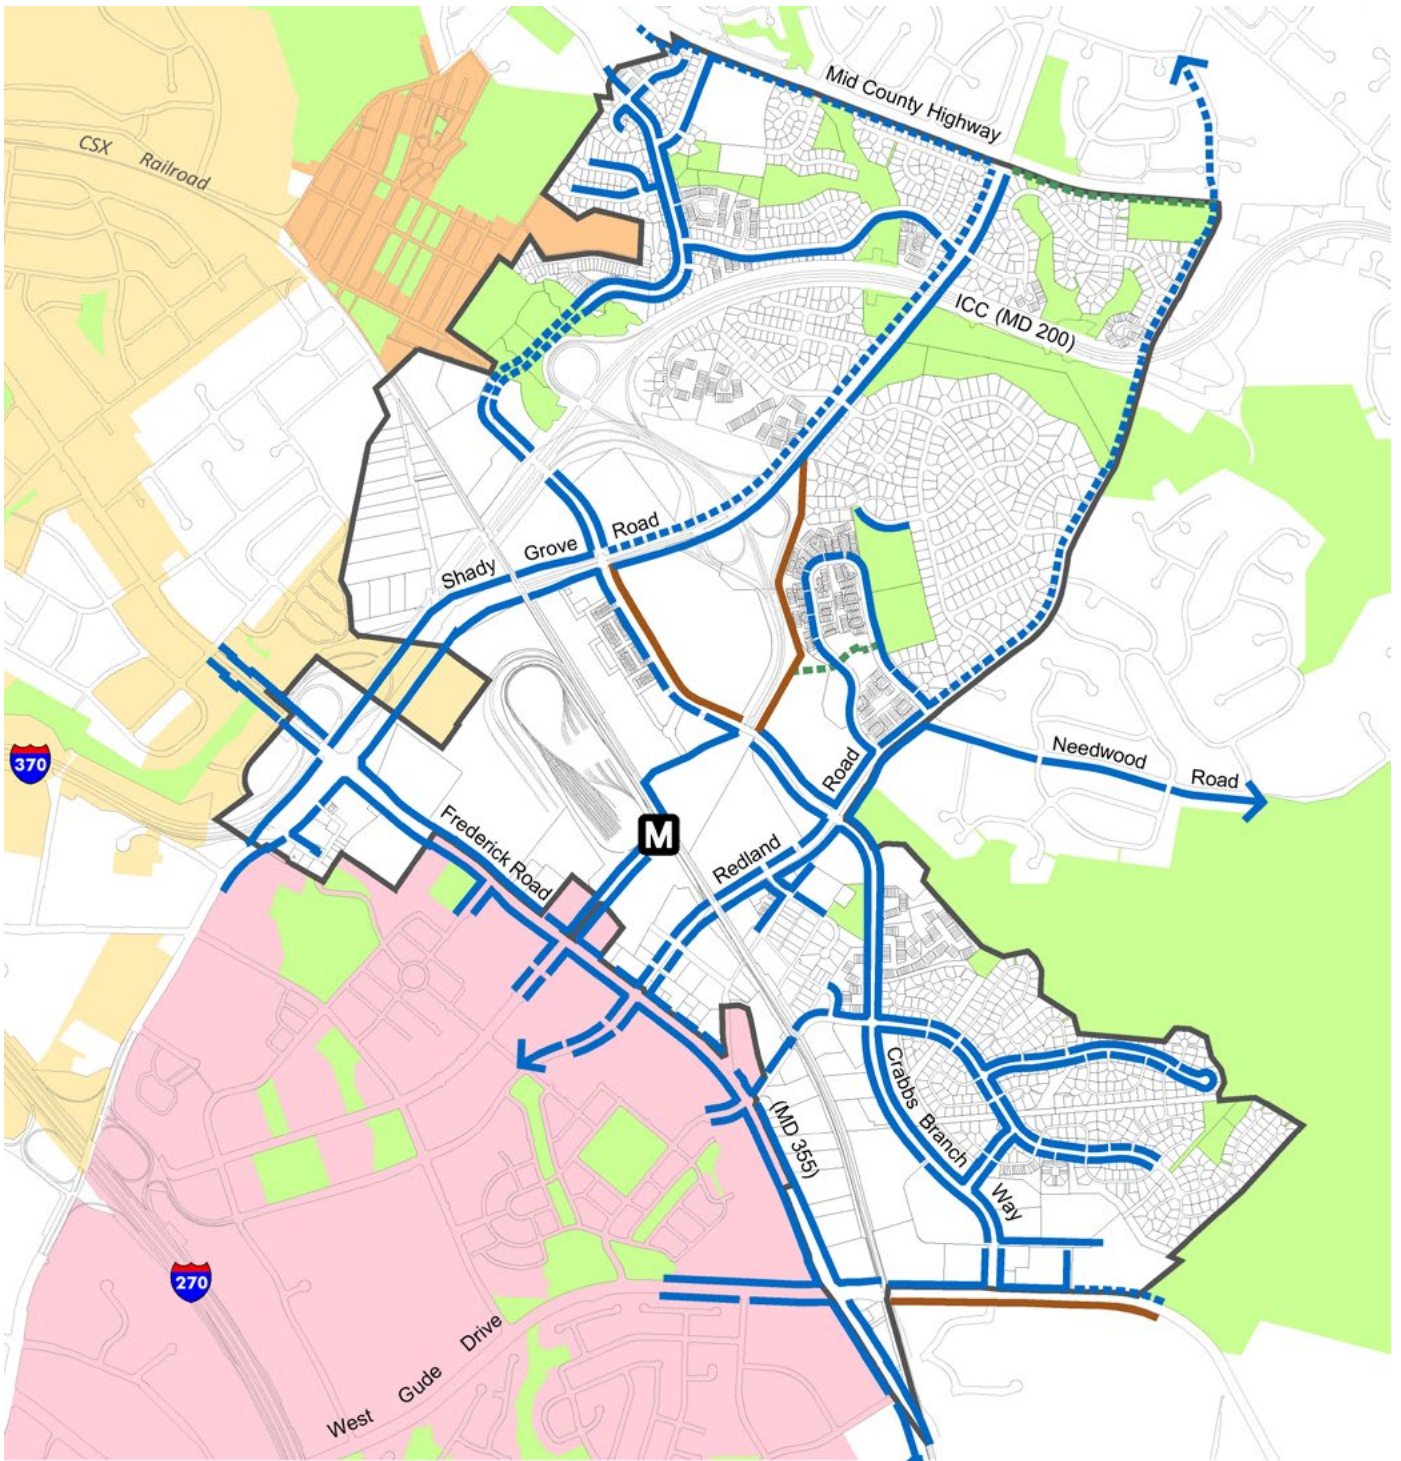 Mid County Highway
CSX Railroad
ICC (MD 200)
Shady Grove Road
370
Needwood Road
Road
M
Frederick Road
Redland
Crabbs Branch Way
(MD 355)
270
West Gude Drive